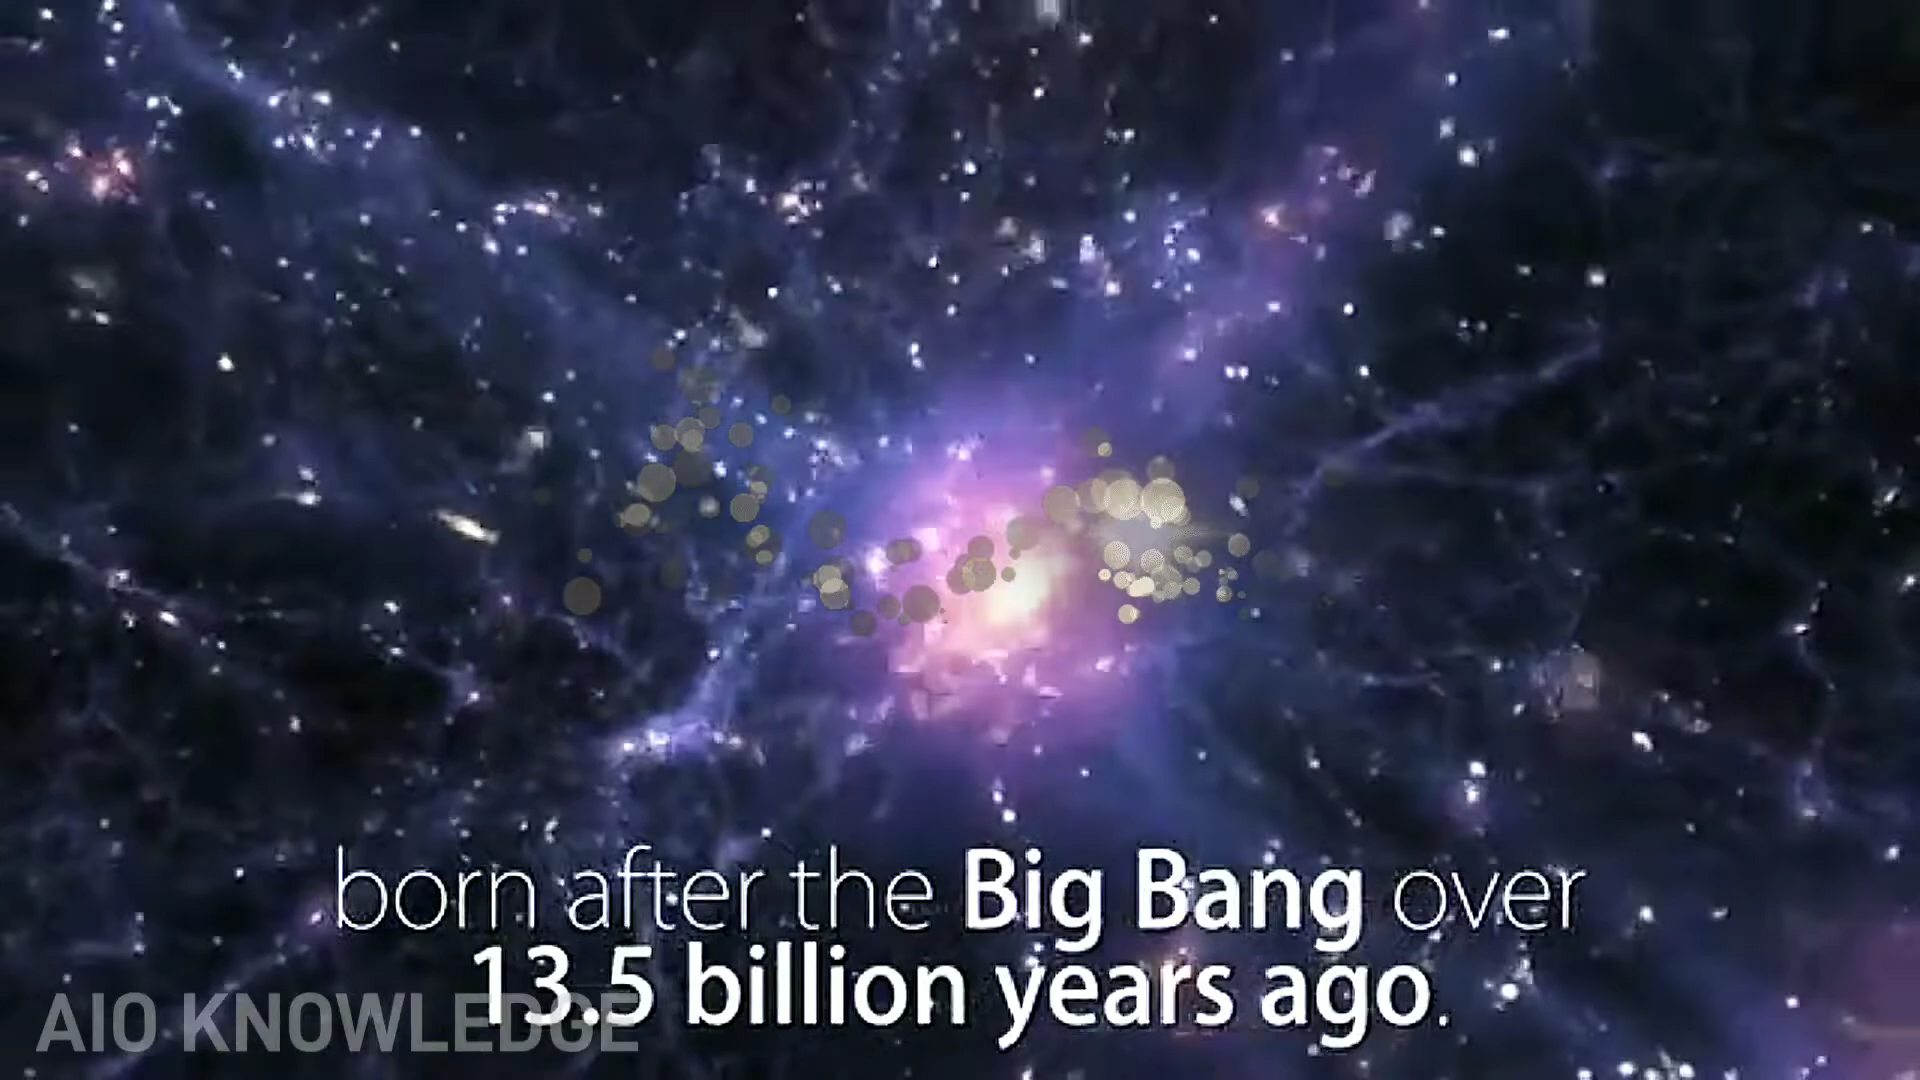 born after the Big Bang over
13.5 billion years ago.
AIO KNOWLEDGE